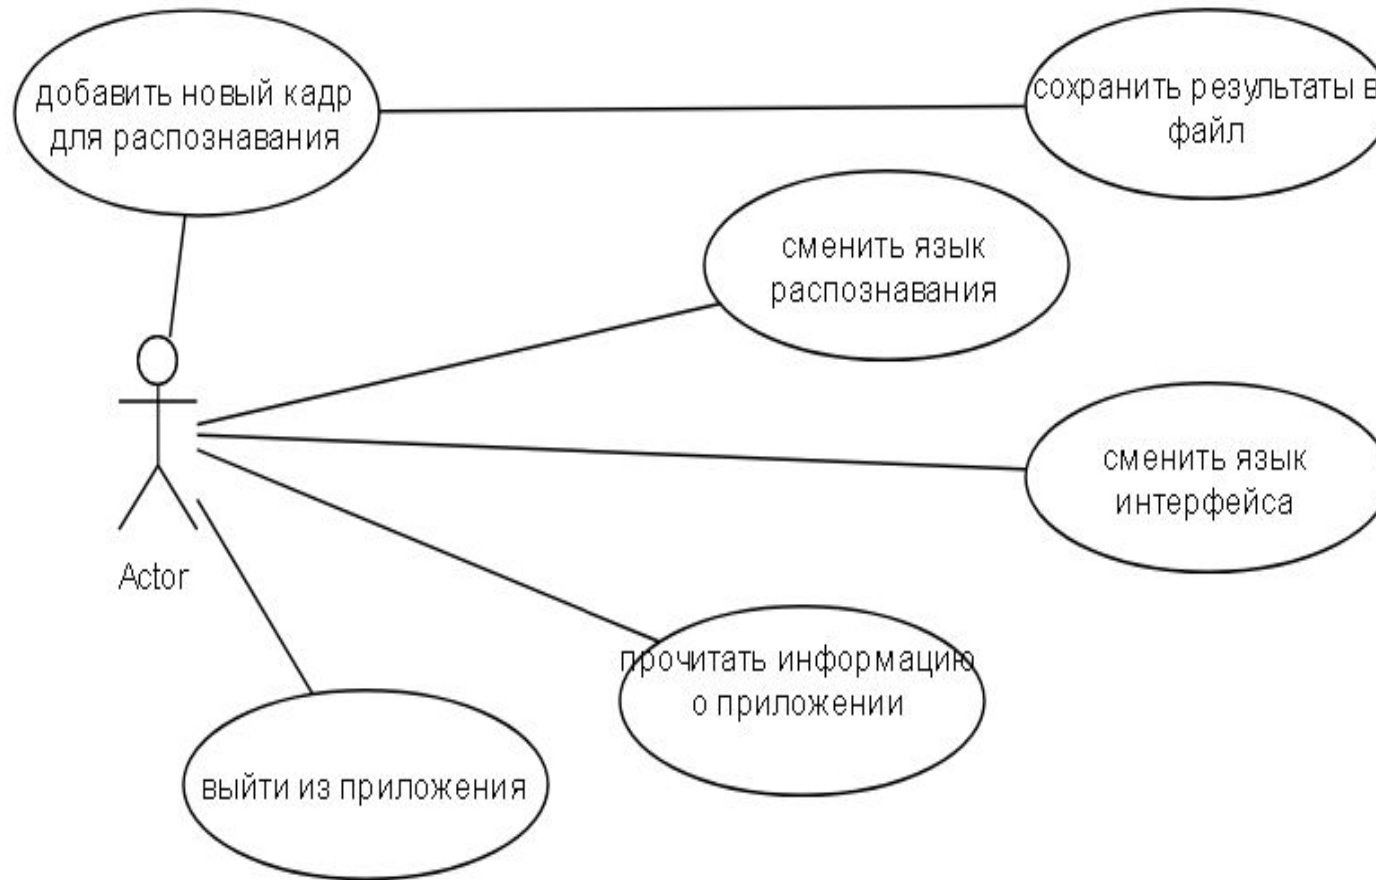 добавить новый кадр
для распознавания
сохранить результаты в
файл
сменить язык
распознавания
сменить язык
интерфейса
Actor
прочитать информацию
о приложении
выйти из приложения